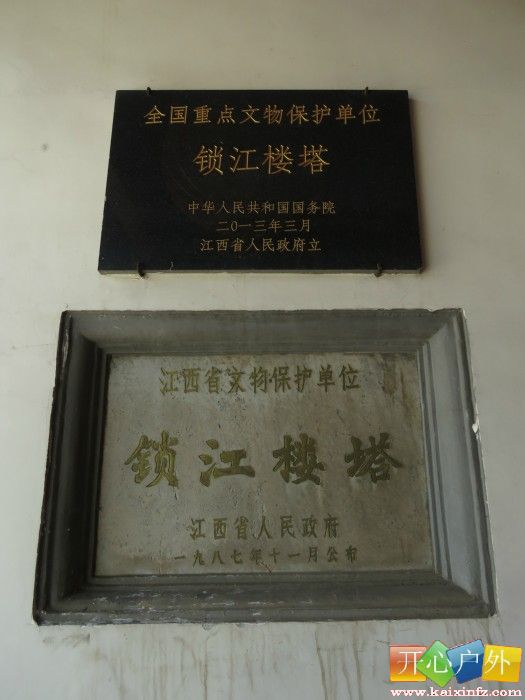 全国重点文物保护单位
锁江楼塔
中华人民共和国国务院
二〇一三年三月
江西省人民政府立
江西省文物保护单位
锁江楼塔
江西省人民政府
一九八七年十一月公布
开心户外
www.kaixinfz.com